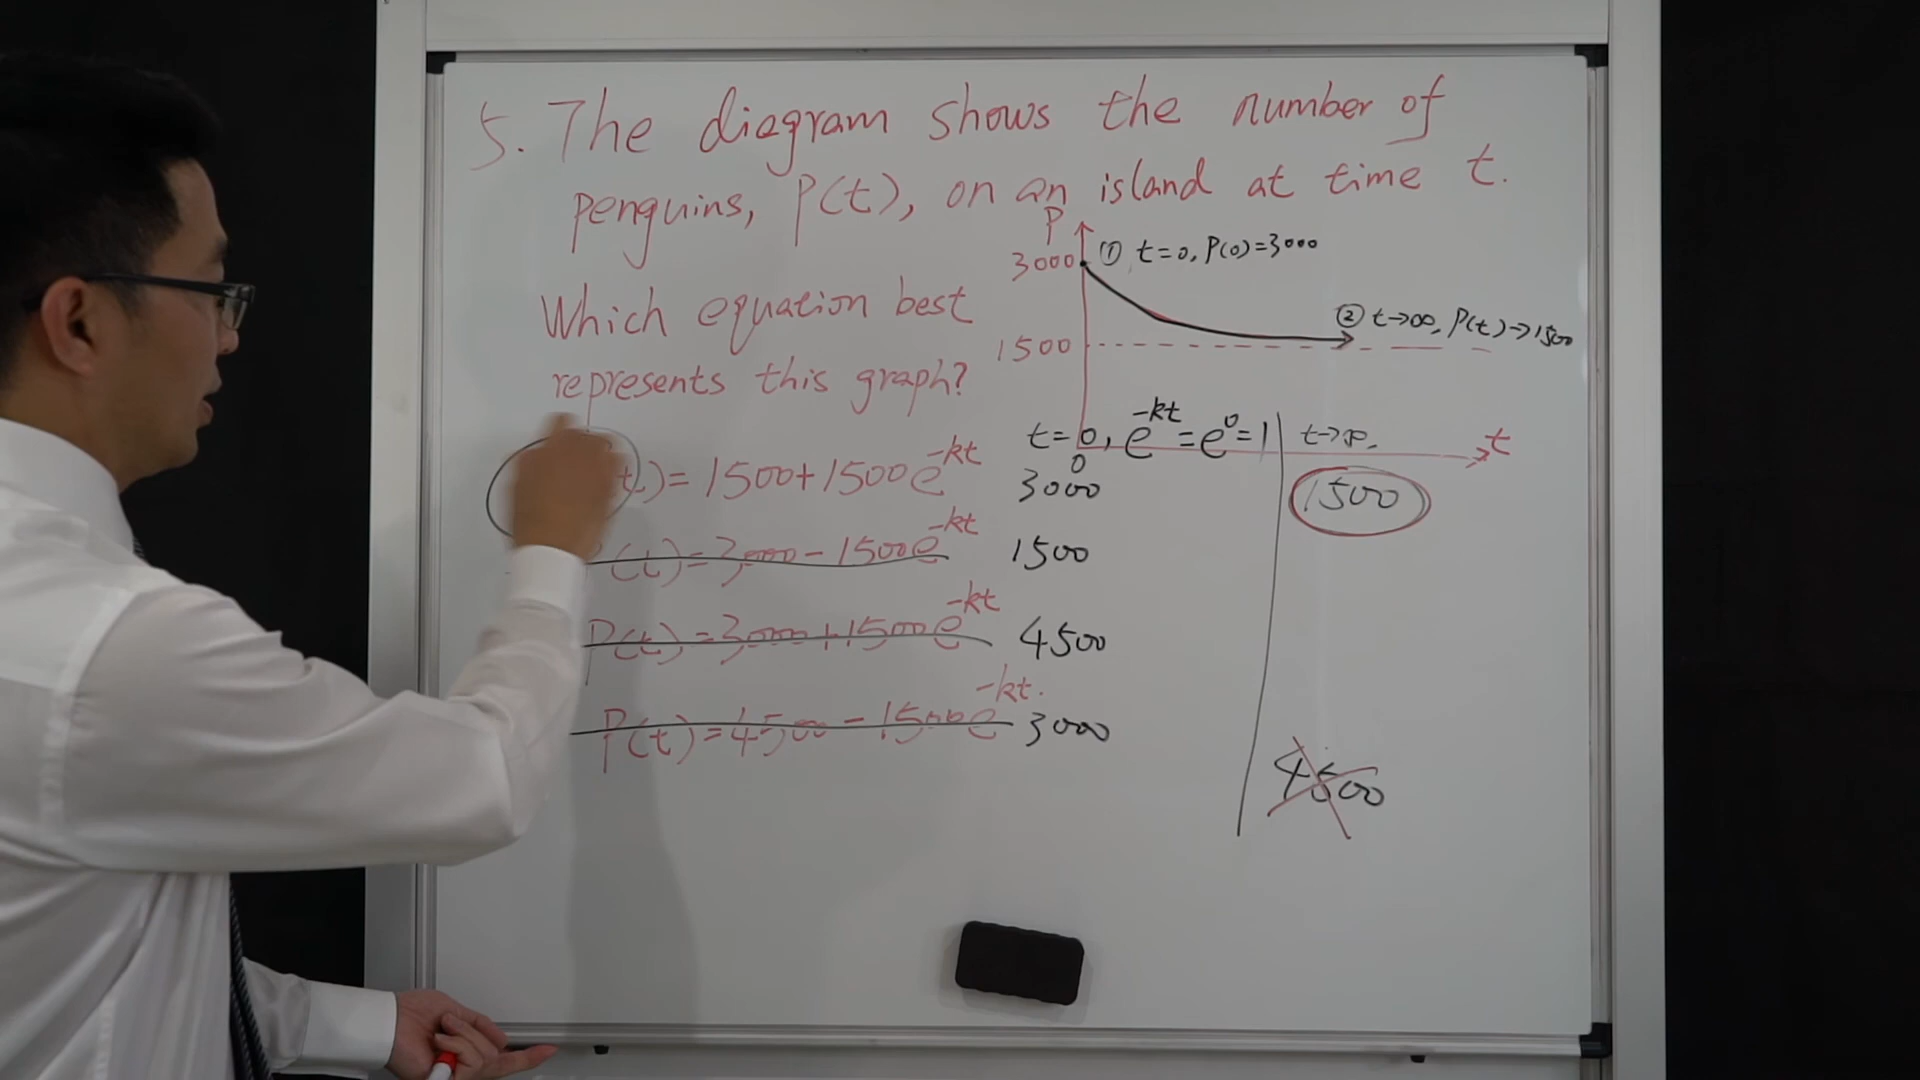 5. The diagram shows the number of
penguins, P(t), on an island at time t.
P
3000
① t=0, P(0)=3000
Which equation best
② t→∞, P(t)→1500
1500
represents this graph?
t=0, e^-kt = e^0 = 1
t→∞,
t
0
t) = 1500 + 1500e^-kt
3000
1500
P(t) = 3000 - 1500e^-kt
1500
P(t) = 3000 + 1500e^-kt
4500
P(t) = 4500 - 1500e^-kt.
3000
4500